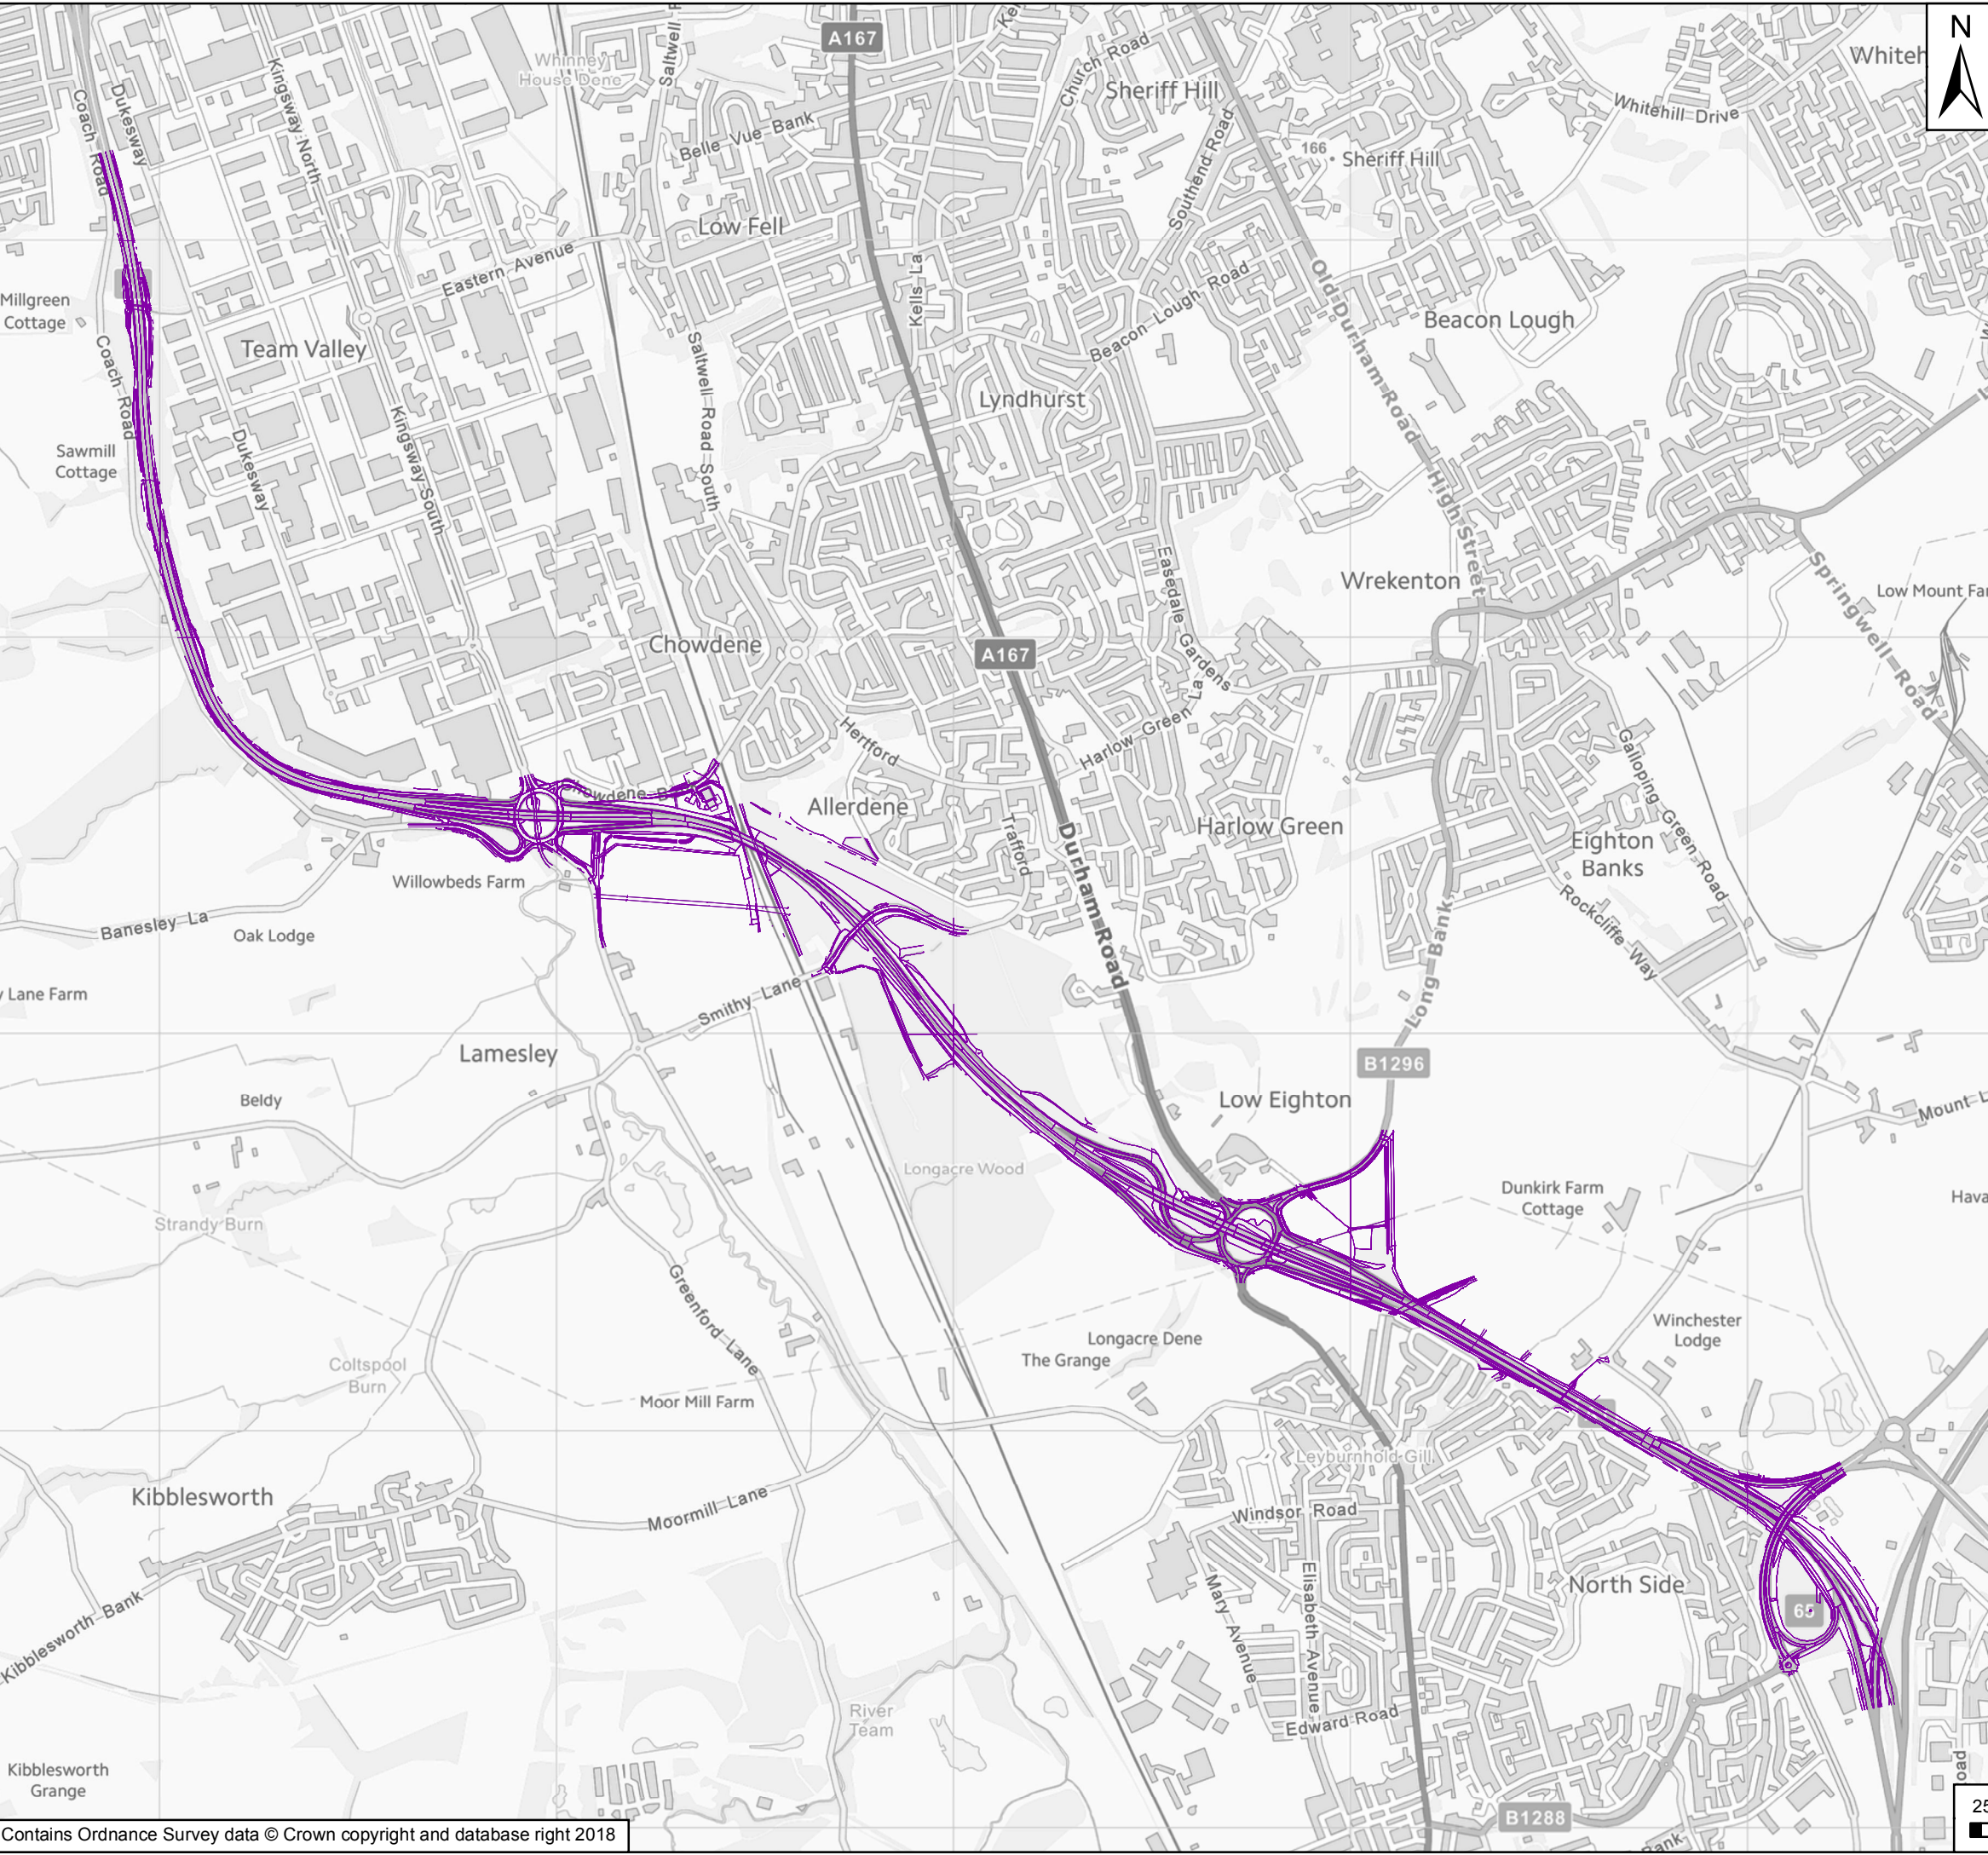 N
A167
Whinney
House Dene
Saltwell
Church Road
Sheriff Hill
Whitehill Drive
Coach Road
Dukesway
Kingsway North
Belle Vue Bank
166
Sheriff Hill
Southend Road
Low Fell
Eastern Avenue
Kells La
Beacon Lough Road
Old Durham Road
Beacon Lough
Millgreen
Cottage
Team Valley
Coach Road
Saltwell Road South
Lyndhurst
Sawmill
Cottage
Dukesway
Kingsway South
High Street
Easedale Gardens
Wrekenton
Springwell Road
Low Mount
Chowdene
A167
Harlow Green La
Hertford
Galloping Green Road
Allerdene
Trafford
Harlow Green
Durham Road
Eighton
Banks
Willowbeds Farm
Rockcliffe Way
Long Bank
Banesley La
Oak Lodge
Lane Farm
Smithy Lane
Lamesley
B1296
Beldy
Low Eighton
Mount
Longacre Wood
Dunkirk Farm
Cottage
Strandy Burn
Greenford Lane
Longacre Dene
The Grange
Winchester
Lodge
Coltspool
Burn
Moor Mill Farm
Leyburnhold Gill
Kibblesworth
Moormill Lane
Windsor Road
North Side
65
Kibblesworth Bank
Mary Avenue
Elisabeth Avenue
Edward Road
River
Team
Kibblesworth
Grange
B1288
Contains Ordnance Survey data © Crown copyright and database right 2018